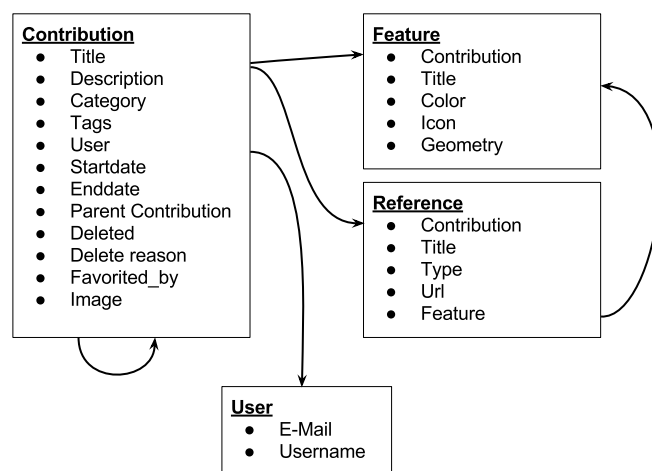 Contribution
● Title
● Description
● Category
● Tags
● User
● Startdate
● Enddate
● Parent Contribution
● Deleted
● Delete reason
● Favorited_by
● Image
Feature
● Contribution
● Title
● Color
● Icon
● Geometry
Reference
● Contribution
● Title
● Type
● Url
● Feature
User
● E-Mail
● Username